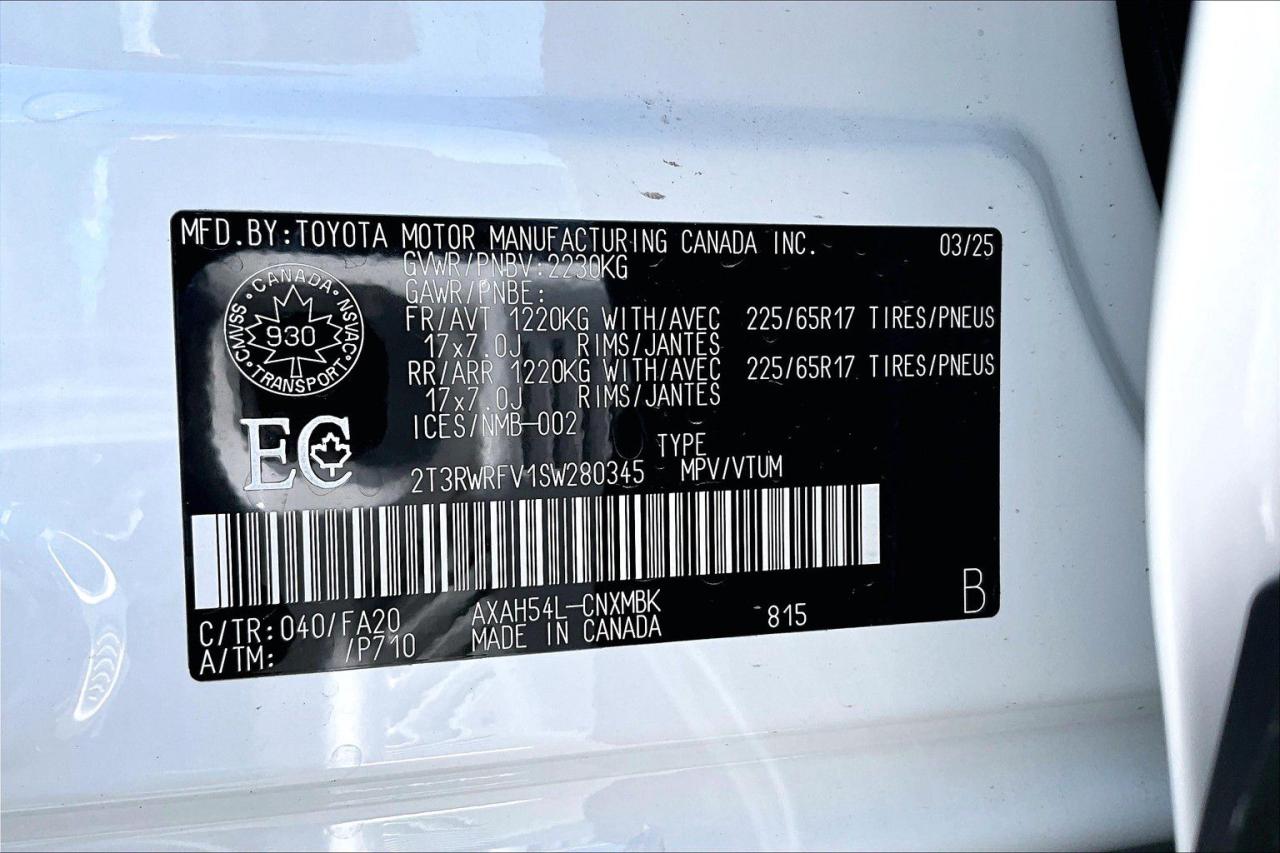 MFD.BY:TOYOTA MOTOR MANUFACTURING CANADA INC. 03/25
GVWR/PNBV:2230KG
GAWR/PNBE:
FR/AVT 1220KG WITH/AVEC 225/65R17 TIRES/PNEUS
17x7.0J RIMS/JANTES
RR/ARR 1220KG WITH/AVEC 225/65R17 TIRES/PNEUS
17x7.0J RIMS/JANTES
ICES/NMB-002
CANADA · NSVAC · TRANSPORT · CMVSS
930
EC
TYPE
2T3RWRFV1SW280345 MPV/VTUM
C/TR:040/FA20 AXAH54L-CNXMBK 815 B
A/TM: /P710 MADE IN CANADA